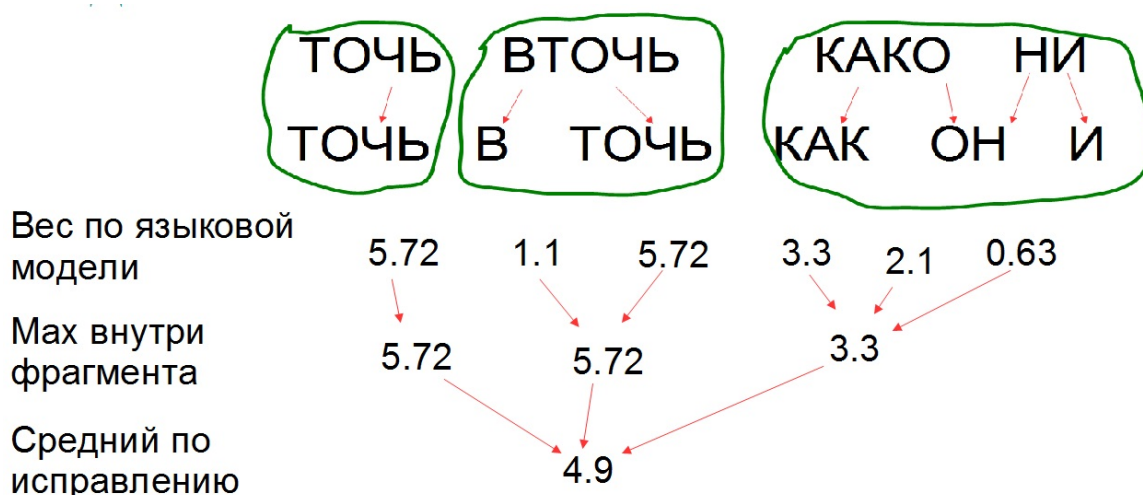 ТОЧЬ ВТОЧЬ КАКО НИ
ТОЧЬ В ТОЧЬ КАК ОН И
Вес по языковой
модели
5.72 1.1 5.72 3.3 2.1 0.63
Мах внутри
фрагмента
5.72 5.72 3.3
Средний по
исправлению
4.9